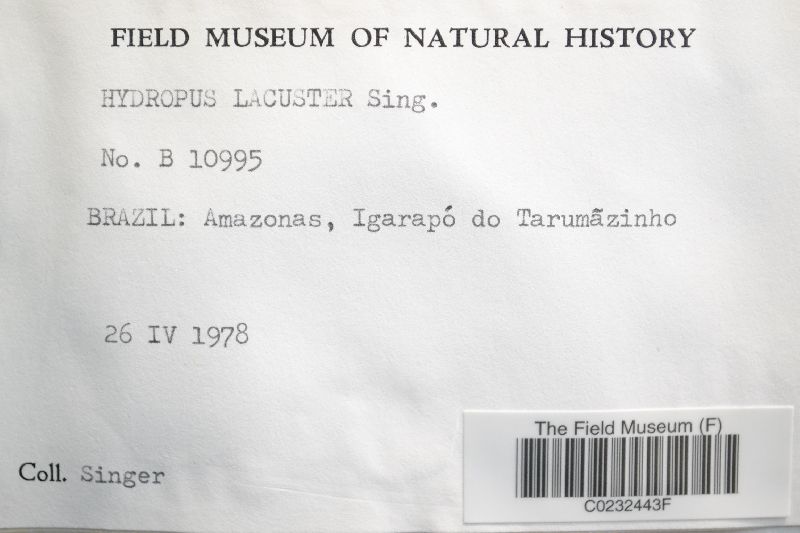 FIELD MUSEUM OF NATURAL HISTORY
HYDROPUS LACUSTER Sing.
No. B 10995
BRAZIL: Amazonas, Igarapó do Tarumãzinho
26 IV 1978
Coll. Singer
The Field Museum (F)
C0232443F